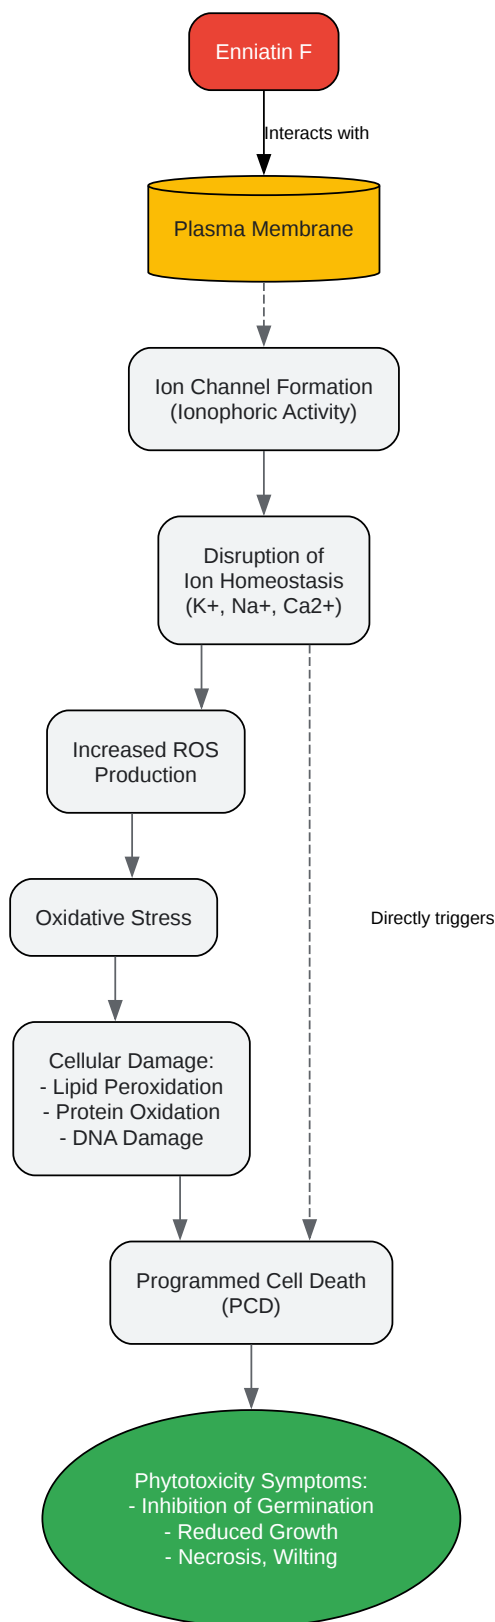 Enniatin F
Interacts with
Plasma Membrane
Ion Channel Formation
(Ionophoric Activity)
Disruption of
Ion Homeostasis
(K+, Na+, Ca2+)
Increased ROS
Production
Oxidative Stress
Directly triggers
Cellular Damage:
- Lipid Peroxidation
- Protein Oxidation
- DNA Damage
Programmed Cell Death
(PCD)
Phytotoxicity Symptoms:
- Inhibition of Germination
- Reduced Growth
- Necrosis, Wilting